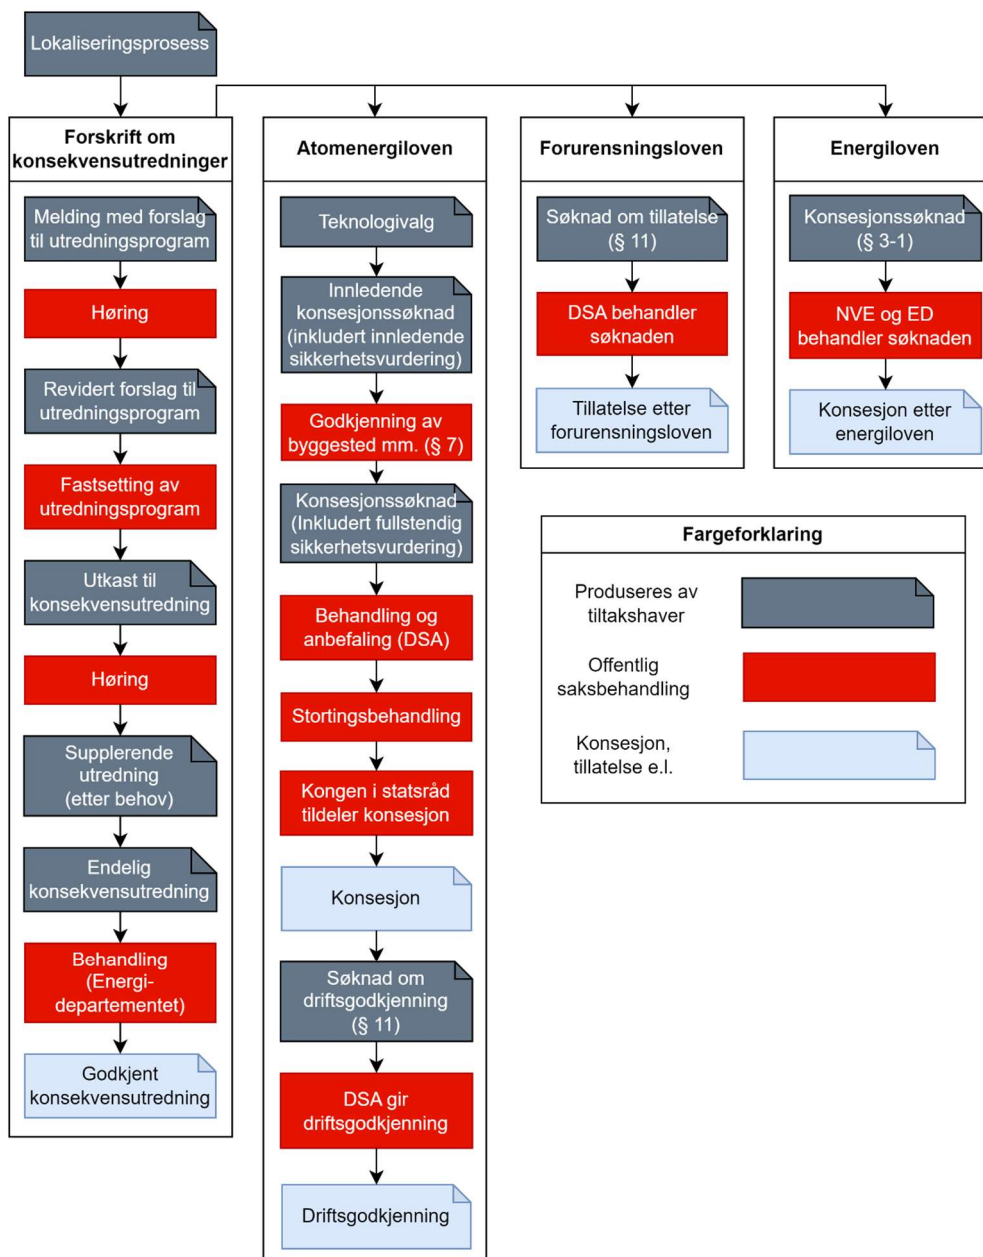 Lokaliseringsprosess
Forskrift om
konsekvensutredninger
Melding med forslag
til utredningsprogram
Høring
Revidert forslag til
utredningsprogram
Fastsetting av
utredningsprogram
Utkast til
konsekvensutredning
Høring
Supplerende
utredning
(etter behov)
Endelig
konsekvensutredning
Behandling
(Energi-
departementet)
Godkjent
konsekvensutredning
Atomenergiloven
Teknologivalg
Innledende
konsesjonssøknad
(inkludert innledende
sikkerhetsvurdering)
Godkjenning av
byggested mm. (§ 7)
Konsesjonssøknad
(Inkludert fullstendig
sikkerhetsvurdering)
Behandling og
anbefaling (DSA)
Stortingsbehandling
Kongen i statsråd
tildeler konsesjon
Konsesjon
Søknad om
driftsgodkjenning
(§ 11)
DSA gir
driftsgodkjenning
Driftsgodkjenning
Forurensningsloven
Søknad om tillatelse
(§ 11)
DSA behandler
søknaden
Tillatelse etter
forurensningsloven
Energiloven
Konsesjonssøknad
(§ 3-1)
NVE og ED
behandler søknaden
Konsesjon etter
energiloven
Fargeforklaring
Produseres av
tiltakshaver
Offentlig
saksbehandling
Konsesjon,
tillatelse e.l.